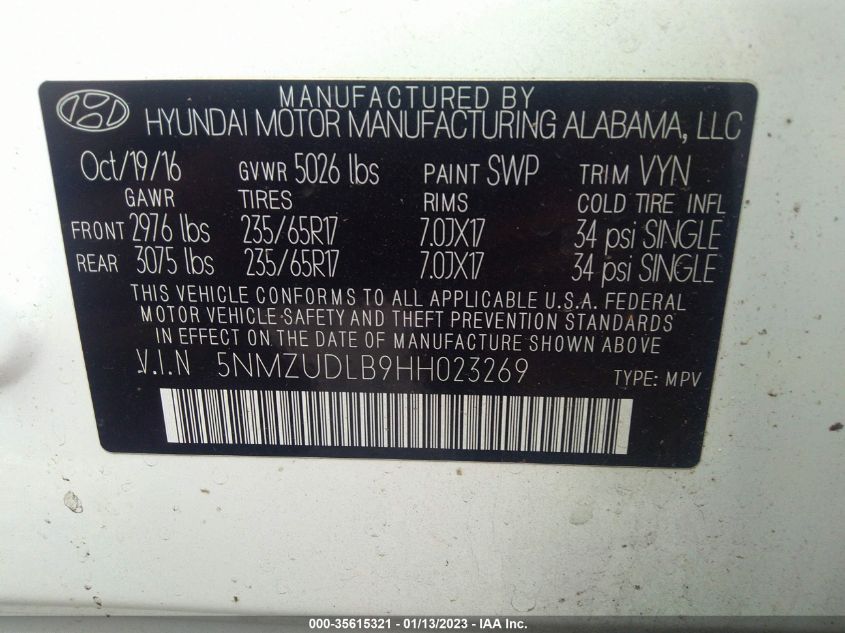 MANUFACTURED BY
HYUNDAI MOTOR MANUFACTURING ALABAMA, LLC
Oct/19/16 GVWR 5026 lbs PAINT SWP TRIM VYN
GAWR TIRES RIMS COLD TIRE INFL
FRONT 2976 lbs 235/65R17 7.0JX17 34 psi SINGLE
REAR 3075 lbs 235/65R17 7.0JX17 34 psi SINGLE
THIS VEHICLE CONFORMS TO ALL APPLICABLE U.S.A. FEDERAL
MOTOR VEHICLE SAFETY AND THEFT PREVENTION STANDARDS
IN EFFECT ON THE DATE OF MANUFACTURE SHOWN ABOVE
V.I.N 5NMZUDLB9HH023269 TYPE: MPV
000-35615321 - 01/13/2023 - IAA Inc.